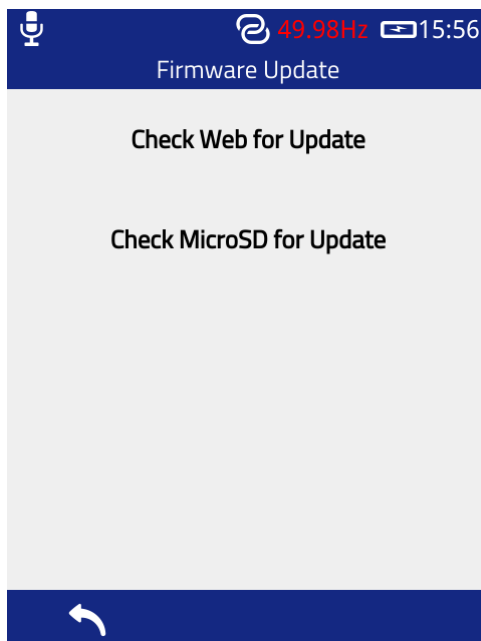 49.98Hz 15:56
Firmware Update
Check Web for Update
Check MicroSD for Update